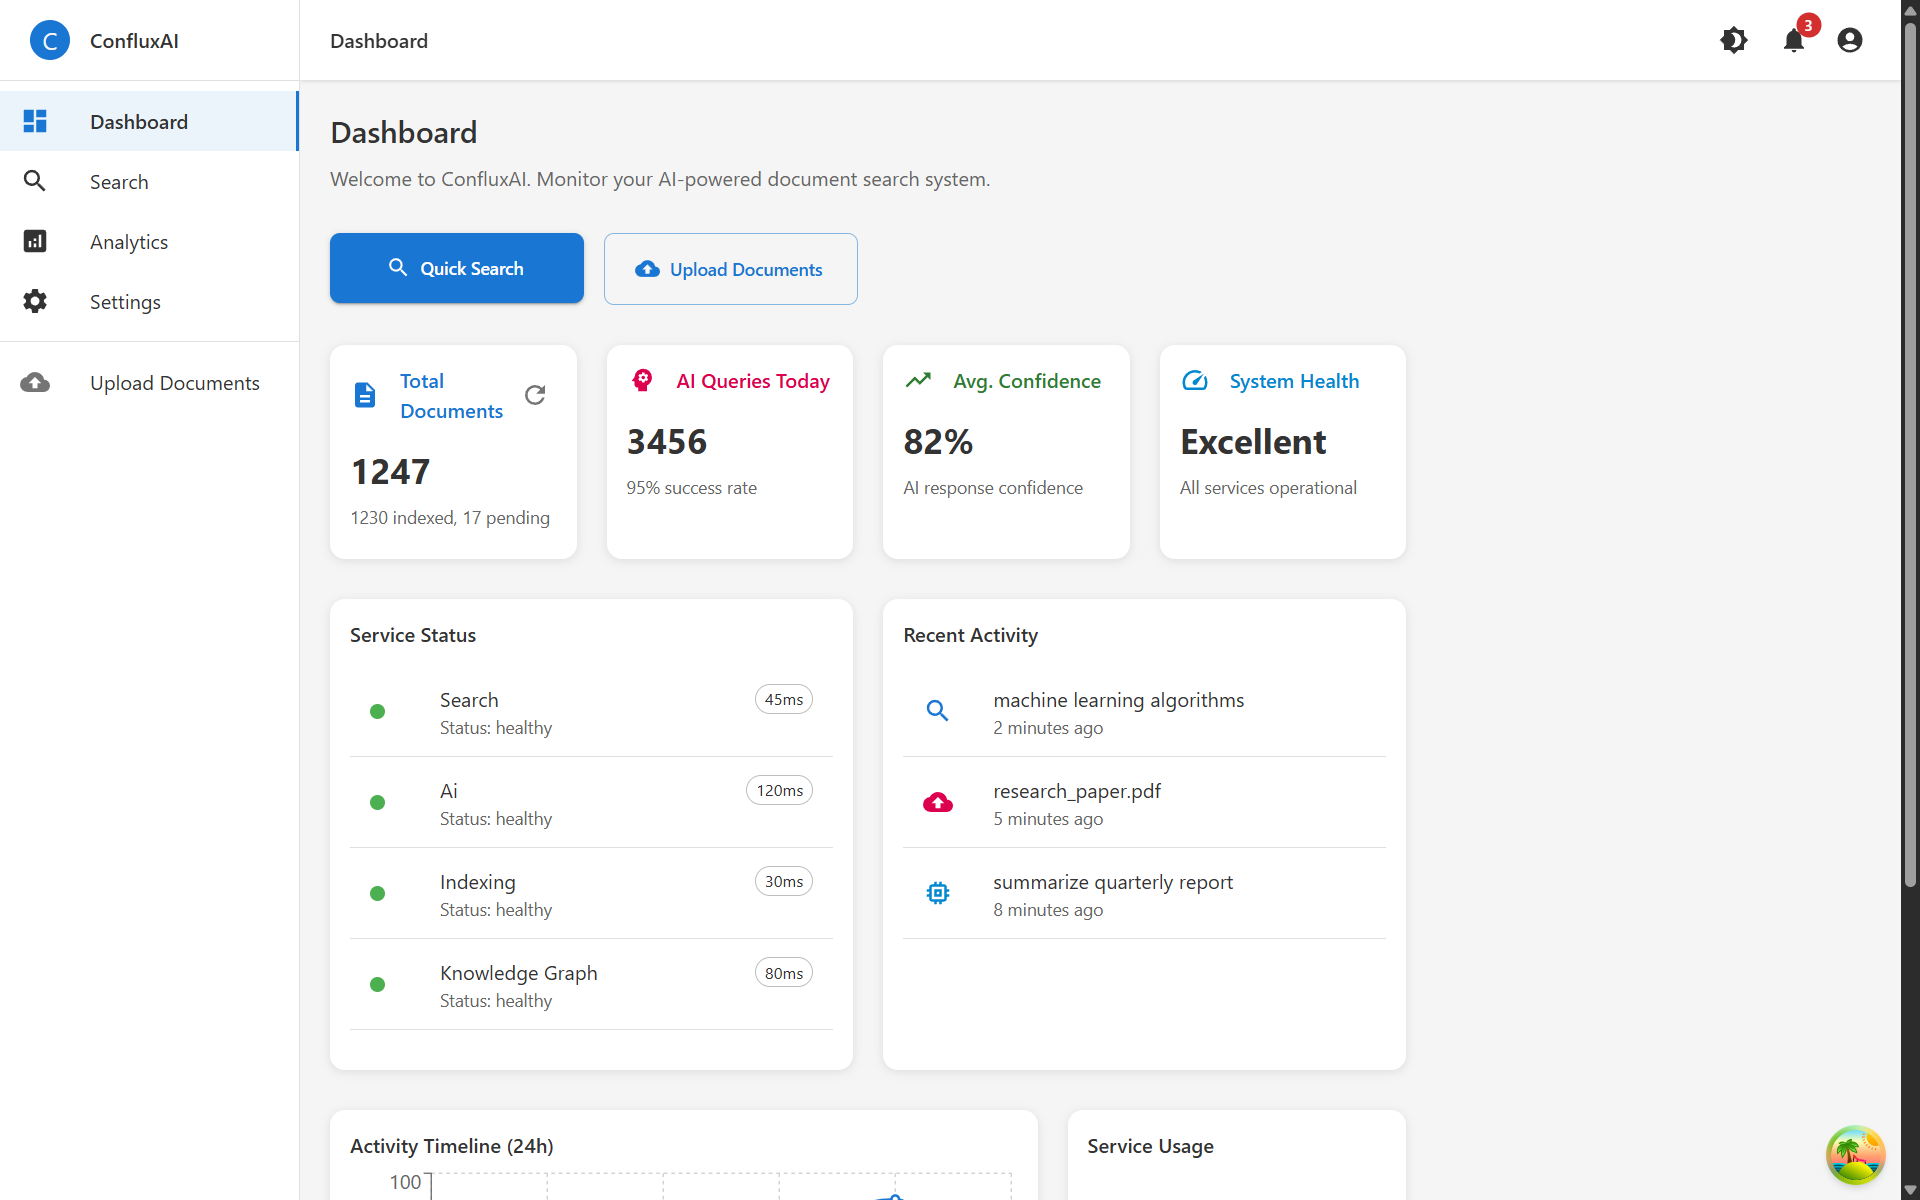 C
ConfluxAI
Dashboard
3
Dashboard
Search
Analytics
Settings
Upload Documents
Dashboard
Welcome to ConfluxAI. Monitor your AI-powered document search system.
Quick Search
Upload Documents
Total
Documents
1247
1230 indexed, 17 pending
AI Queries Today
3456
95% success rate
Avg. Confidence
82%
AI response confidence
System Health
Excellent
All services operational
Service Status
Search
45ms
Status: healthy
Ai
120ms
Status: healthy
Indexing
30ms
Status: healthy
Knowledge Graph
80ms
Status: healthy
Recent Activity
machine learning algorithms
2 minutes ago
research_paper.pdf
5 minutes ago
summarize quarterly report
8 minutes ago
Activity Timeline (24h)
100
Service Usage